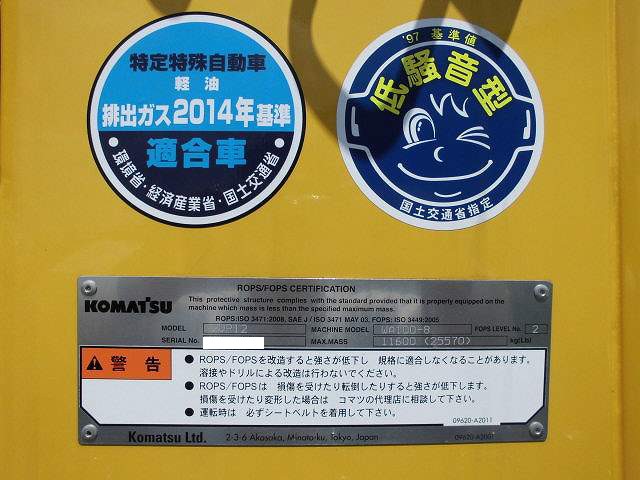 特定特殊自動車
軽油
排出ガス2014年基準
適合車
・環境省・経済産業省・国土交通省・
'97 基準値
低騒音型
国土交通省指定
KOMATSU
ROPS/FOPS CERTIFICATION
This protective structure complies with the standard provided that it is properly equipped on the
machine which mass is less than the specified maximum mass.
ROPS:ISO 3471:2008, SAE J / ISO 3471 MAY 03, FOPS: ISO 3449:2005
MODEL MACHINE MODEL WA100-8 FOPS LEVEL No. 2
SERIAL No. MAX.MASS 11600 (25570) kg(Lb)
警告
● ROPS/FOPSを改造すると強さが低下し 規格に適合しなくなることがあります。
溶接やドリルによる改造は行わないでください。
● ROPS/FOPSは 損傷を受けたり転倒したりすると強さが低下します。
損傷を受けたり変形した場合は コマツの代理店に相談して下さい。
● 運転時は 必ずシートベルトを着用して下さい。
09620-A2011
Komatsu Ltd. 2-3-6 Akasaka, Minato-ku, Tokyo, Japan
09620-A2001